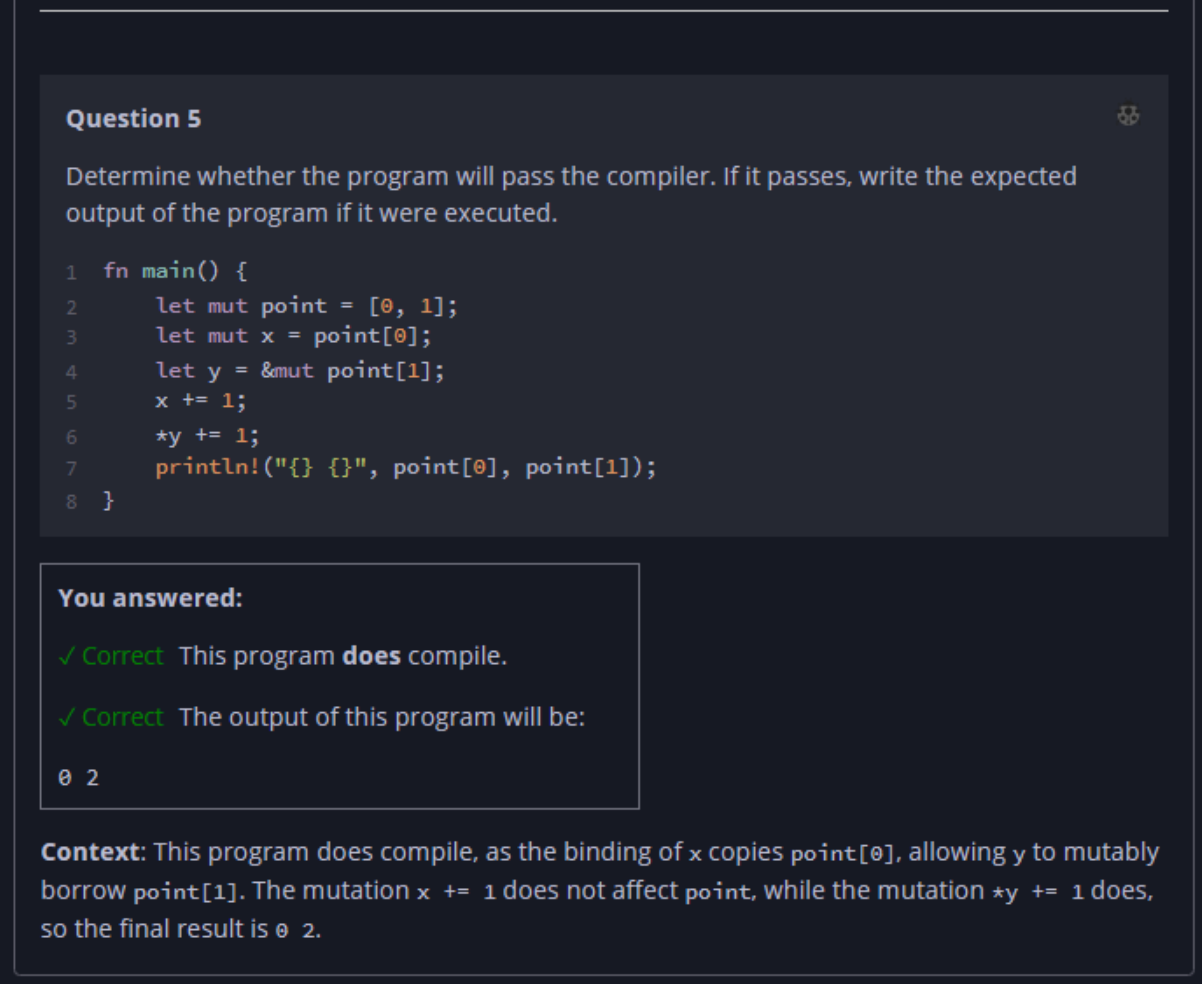 Question 5
Determine whether the program will pass the compiler. If it passes, write the expected
output of the program if it were executed.
1 fn main() {
2     let mut point = [0, 1];
3     let mut x = point[0];
4     let y = &mut point[1];
5     x += 1;
6     *y += 1;
7     println!("{} {}", point[0], point[1]);
8 }
You answered:
✓ Correct This program does compile.
✓ Correct The output of this program will be:
0 2
Context: This program does compile, as the binding of x copies point[0], allowing y to mutably
borrow point[1]. The mutation x += 1 does not affect point, while the mutation *y += 1 does,
so the final result is 0 2.